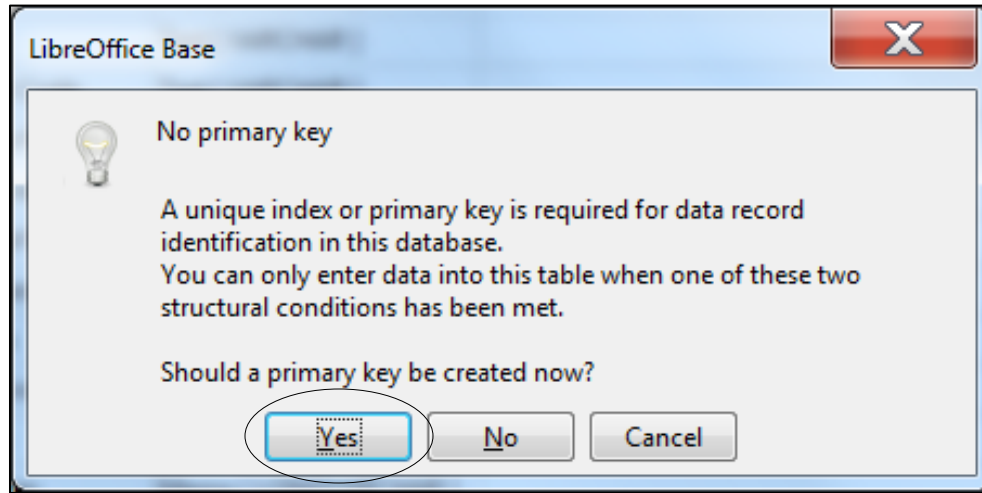 LibreOffice Base
No primary key
A unique index or primary key is required for data record
identification in this database.
You can only enter data into this table when one of these two
structural conditions has been met.
Should a primary key be created now?
Yes No Cancel